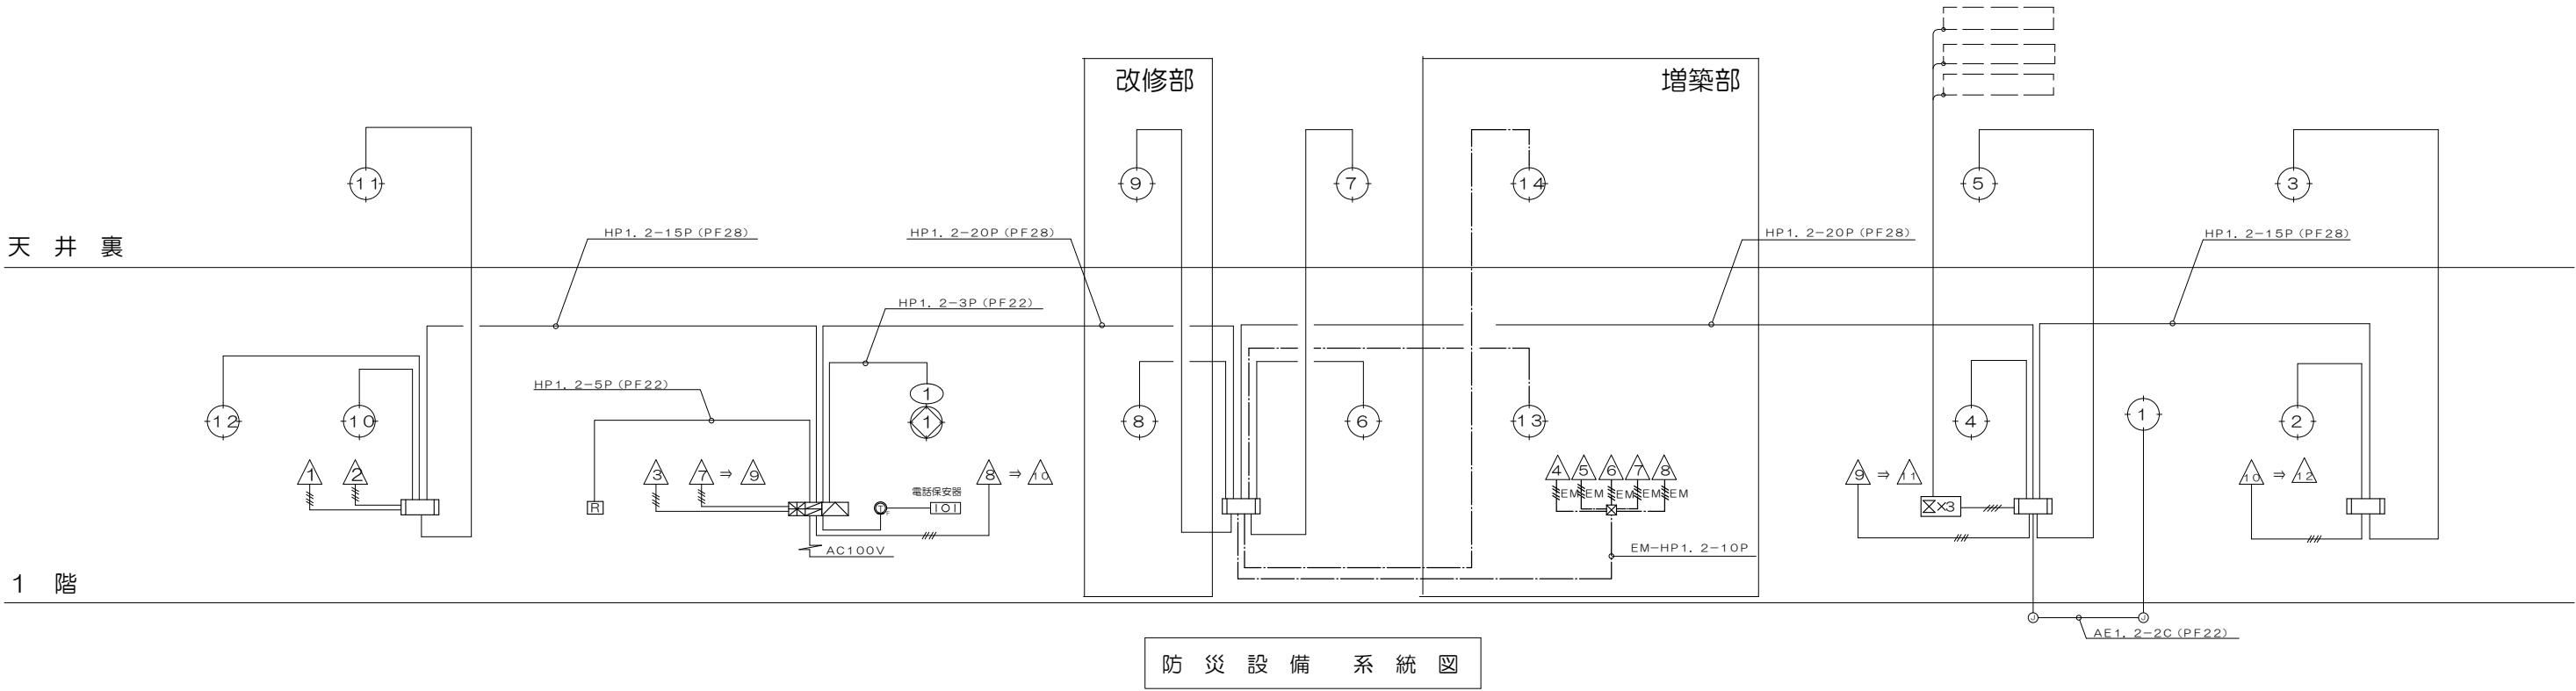 改修部
増築部
11
9
7
14
5
3
天井裏
HP1.2-15P(PF28)
HP1.2-20P(PF28)
HP1.2-20P(PF28)
HP1.2-15P(PF28)
HP1.2-3P(PF22)
HP1.2-5P(PF22)
1
12
10
1
8
6
13
4
1
2
1
2
3
7⇒9
8⇒10
4
5
6
7
8
9⇒11
10⇒12
電話保安器
EM
EM
EM
EM
EM
R
T
F
101
×3
AC100V
EM-HP1.2-10P
1階
J
J
AE1.2-2C(PF22)
防災設備 系統図